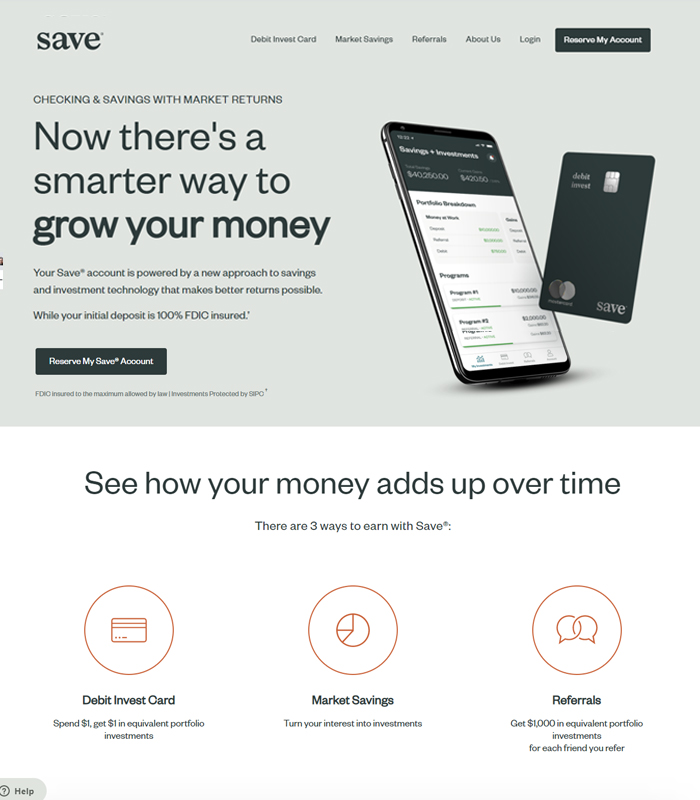 save®
Debit Invest Card Market Savings Referrals About Us Login Reserve My Account
CHECKING & SAVINGS WITH MARKET RETURNS
Now there's a
smarter way to
grow your money
Your Save® account is powered by a new approach to savings
and investment technology that makes better returns possible.
While your initial deposit is 100% FDIC insured.*
Reserve My Save® Account
FDIC insured to the maximum allowed by law | Investments Protected by SIPC †
Savings + Investments
Total Savings
$40,250.00 $420.50
Portfolio Breakdown
Money at Work Gains
Deposit
Referral
Debit
Programs
Program #1 $10,000.00
Program #2 $2,000.00
debit
invest
save
See how your money adds up over time
There are 3 ways to earn with Save®:
Debit Invest Card
Spend $1, get $1 in equivalent portfolio
investments
Market Savings
Turn your interest into investments
Referrals
Get $1,000 in equivalent portfolio
investments
for each friend you refer
Help